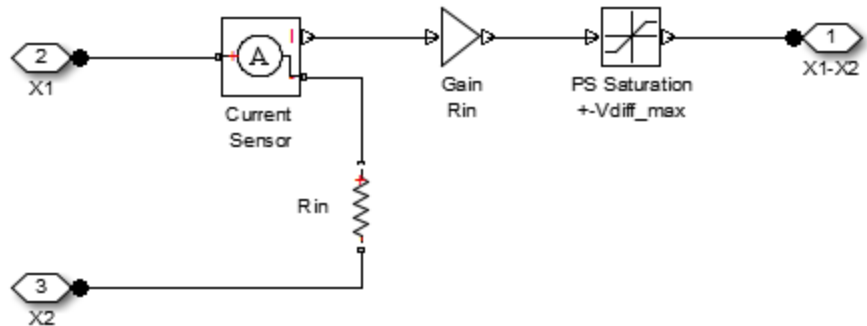 2
X1
A
I
Current
Sensor
Gain
Rin
PS Saturation
+-Vdiff_max
1
X1-X2
Rin
3
X2